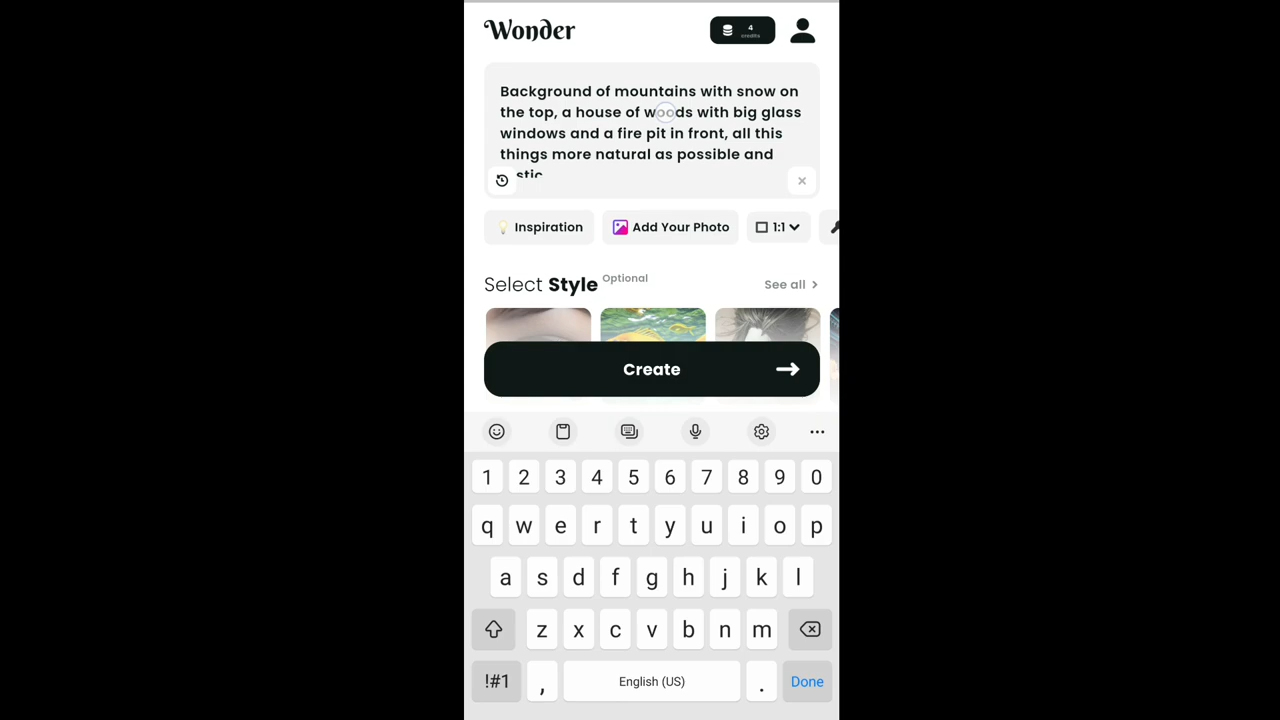 Wonder
4
credits
Background of mountains with snow on
the top, a house of woods with big glass
windows and a fire pit in front, all this
things more natural as possible and
Inspiration
Add Your Photo
1:1
Select Style Optional
See all
Create
1 2 3 4 5 6 7 8 9 0
q w e r t y u i o p
a s d f g h j k l
z x c v b n m
!#1 , English (US) . Done